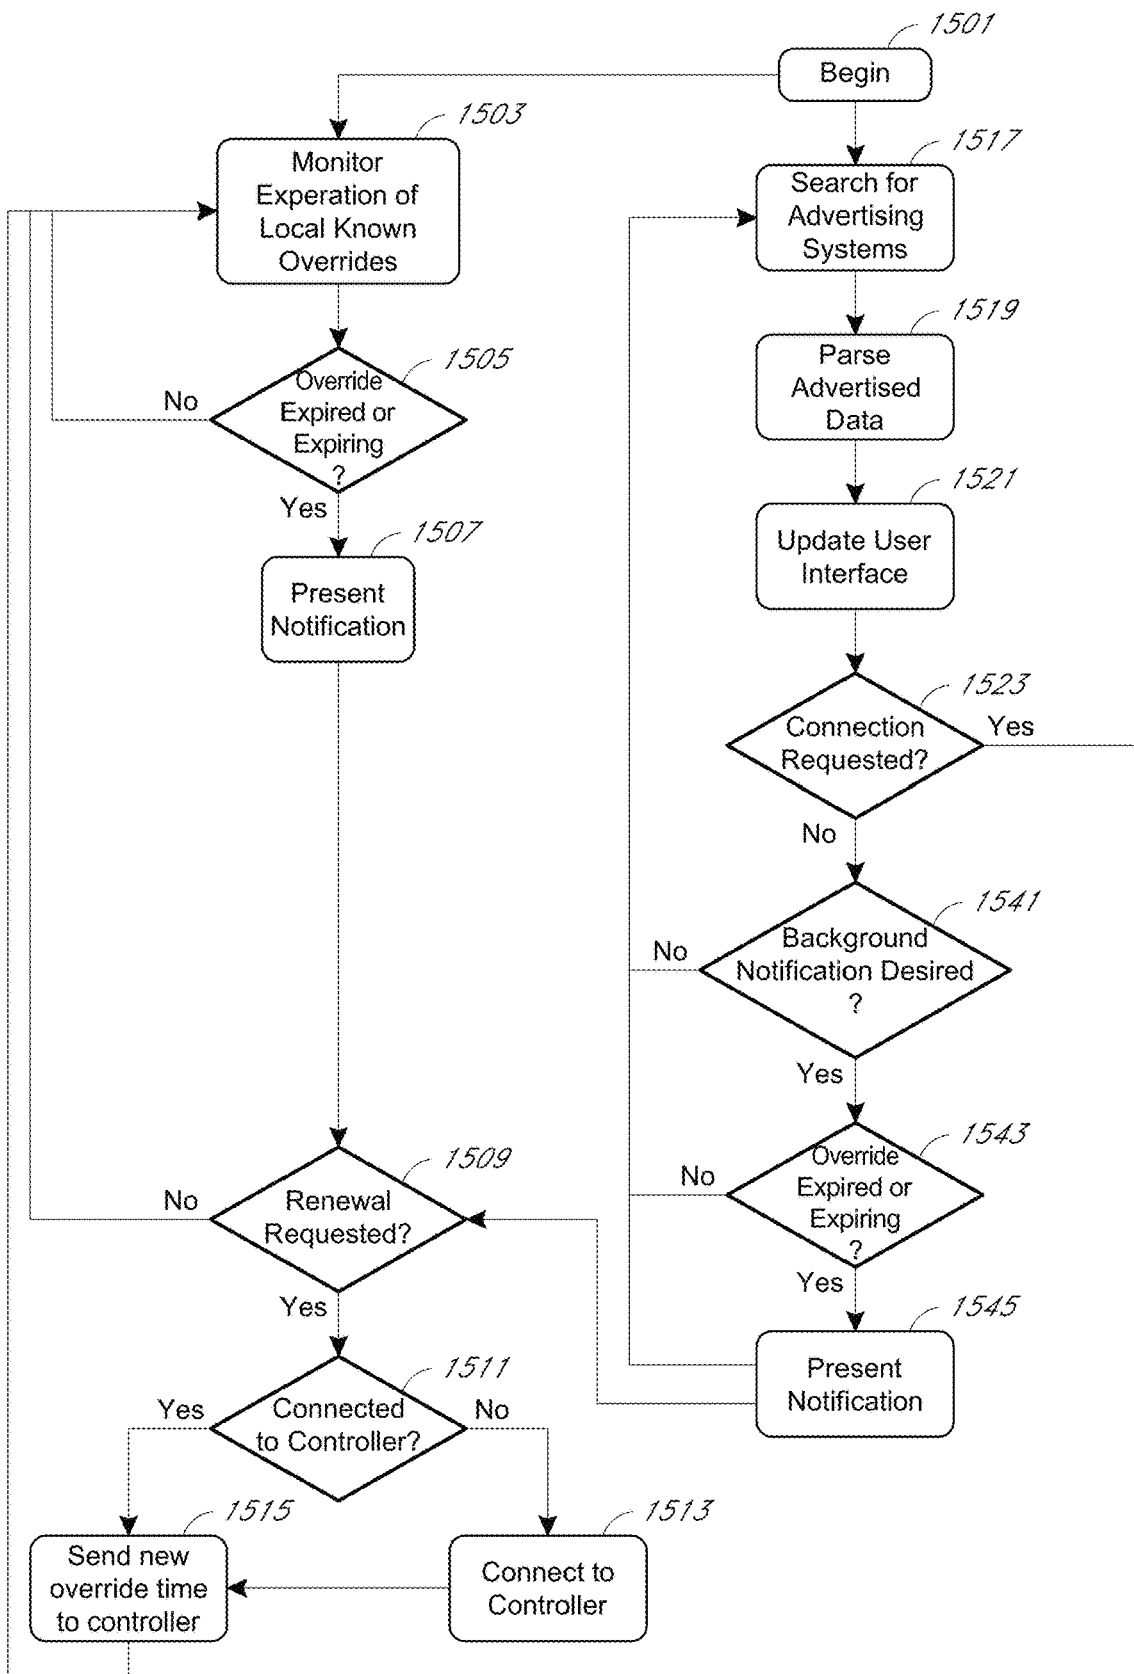 1501
Begin
1503
Monitor
Experation of
Local Known
Overrides
1517
Search for
Advertising
Systems
1519
Parse
Advertised
Data
1505
Override
Expired or
Expiring
?
No
Yes
1521
Update User
Interface
1507
Present
Notification
1523
Connection
Requested?
Yes
No
1541
Background
Notification Desired
?
No
Yes
1543
Override
Expired or
Expiring
?
No
Yes
1509
Renewal
Requested?
No
Yes
1545
Present
Notification
1511
Connected
to Controller?
Yes
No
1515
Send new
override time
to controller
1513
Connect to
Controller